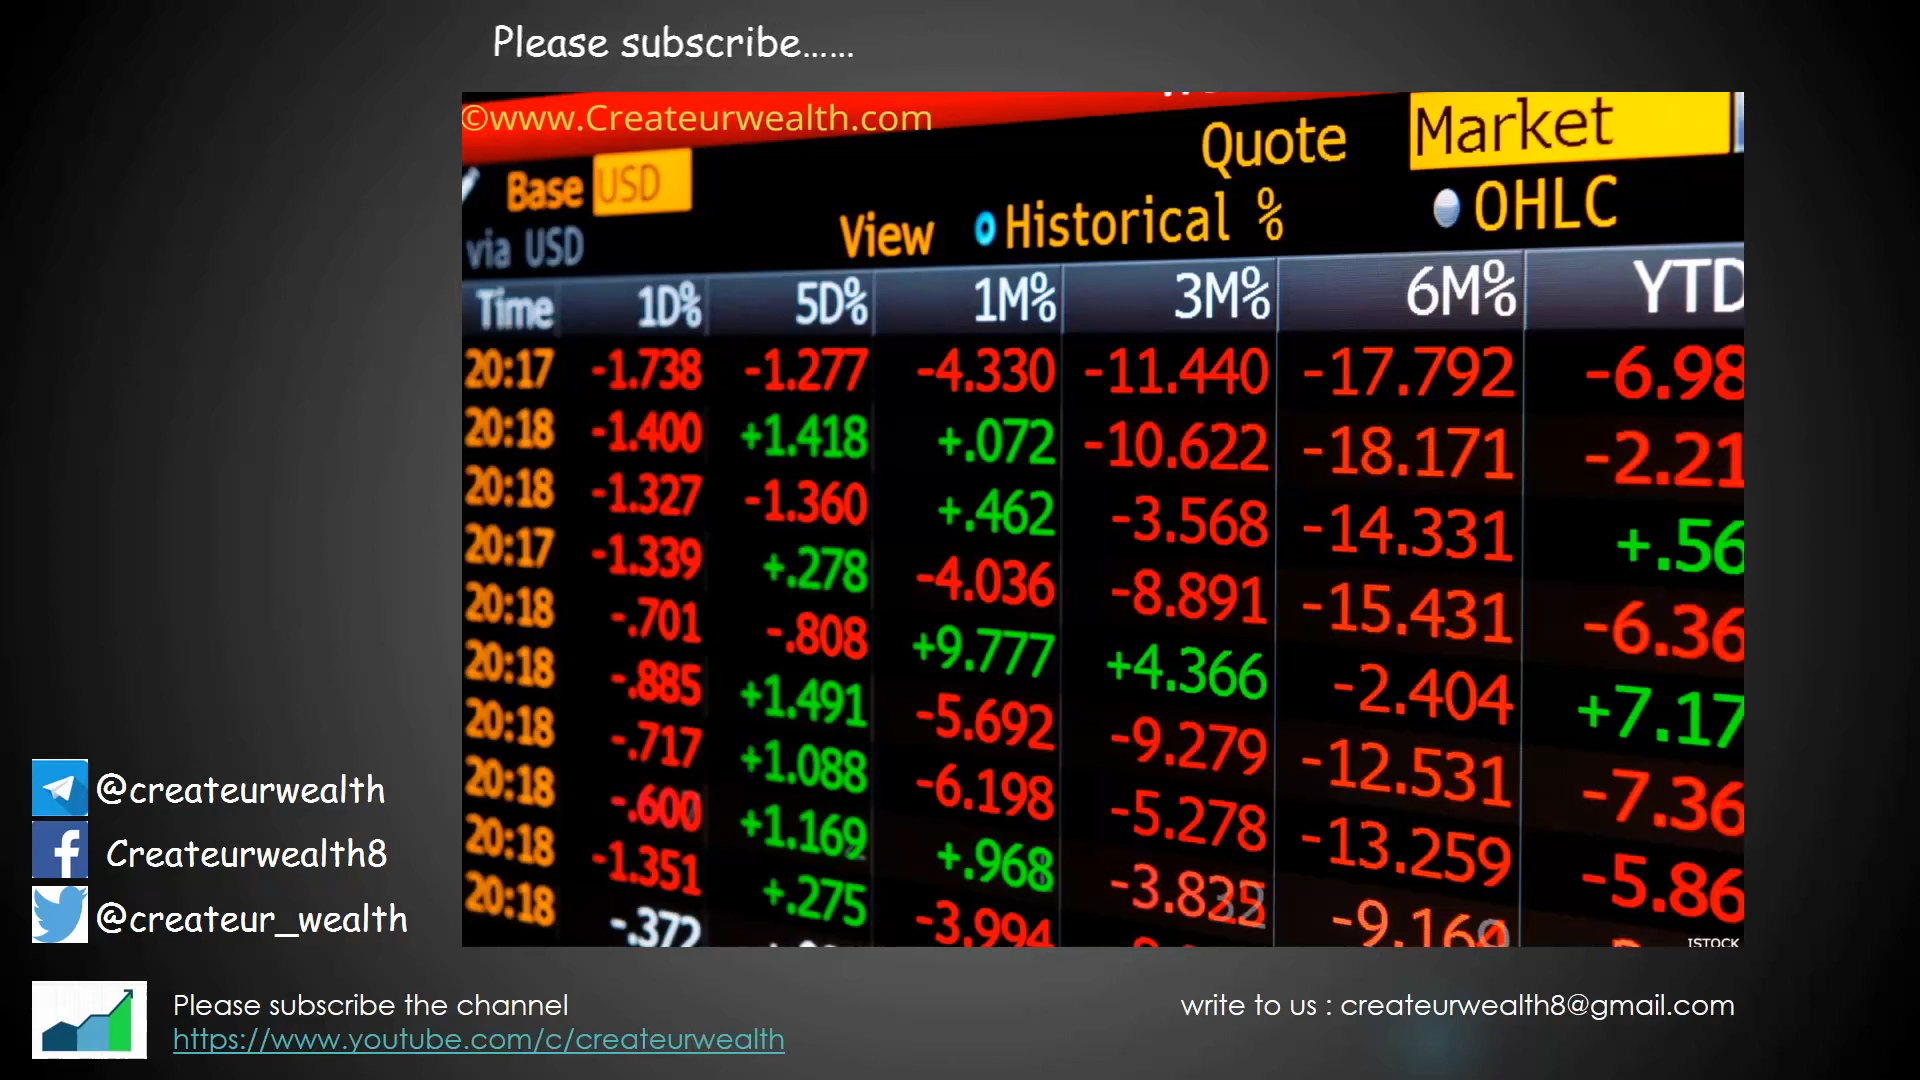 Please subscribe......
©www.Createurwealth.com
Quote Market
Base USD
via USD
View Historical % OHLC
Time 1D% 5D% 1M% 3M% 6M% YTD
20:17 -1.738 -1.277 -4.330 -11.440 -17.792 -6.98
20:18 -1.400 +1.418 +.072 -10.622 -18.171 -2.21
20:18 -1.327 -1.360 +.462 -3.568 -14.331 +.56
20:17 -1.339 +.278 -4.036 -8.891 -15.431 -6.36
20:18 -.701 -.808 +9.777 +4.366 -2.404 +7.17
20:18 -.885 +1.491 -5.692 -9.279 -12.531 -7.36
20:18 -.717 +1.088 -6.198 -5.278 -13.259 -5.86
20:18 -.600 +1.169 +.968 -9.160
20:18 -1.351 +.275 -3.994
20:18 -.372
ISTOCK
@createurwealth
Createurwealth8
@createur_wealth
Please subscribe the channel
https://www.youtube.com/c/createurwealth
write to us : createurwealth8@gmail.com